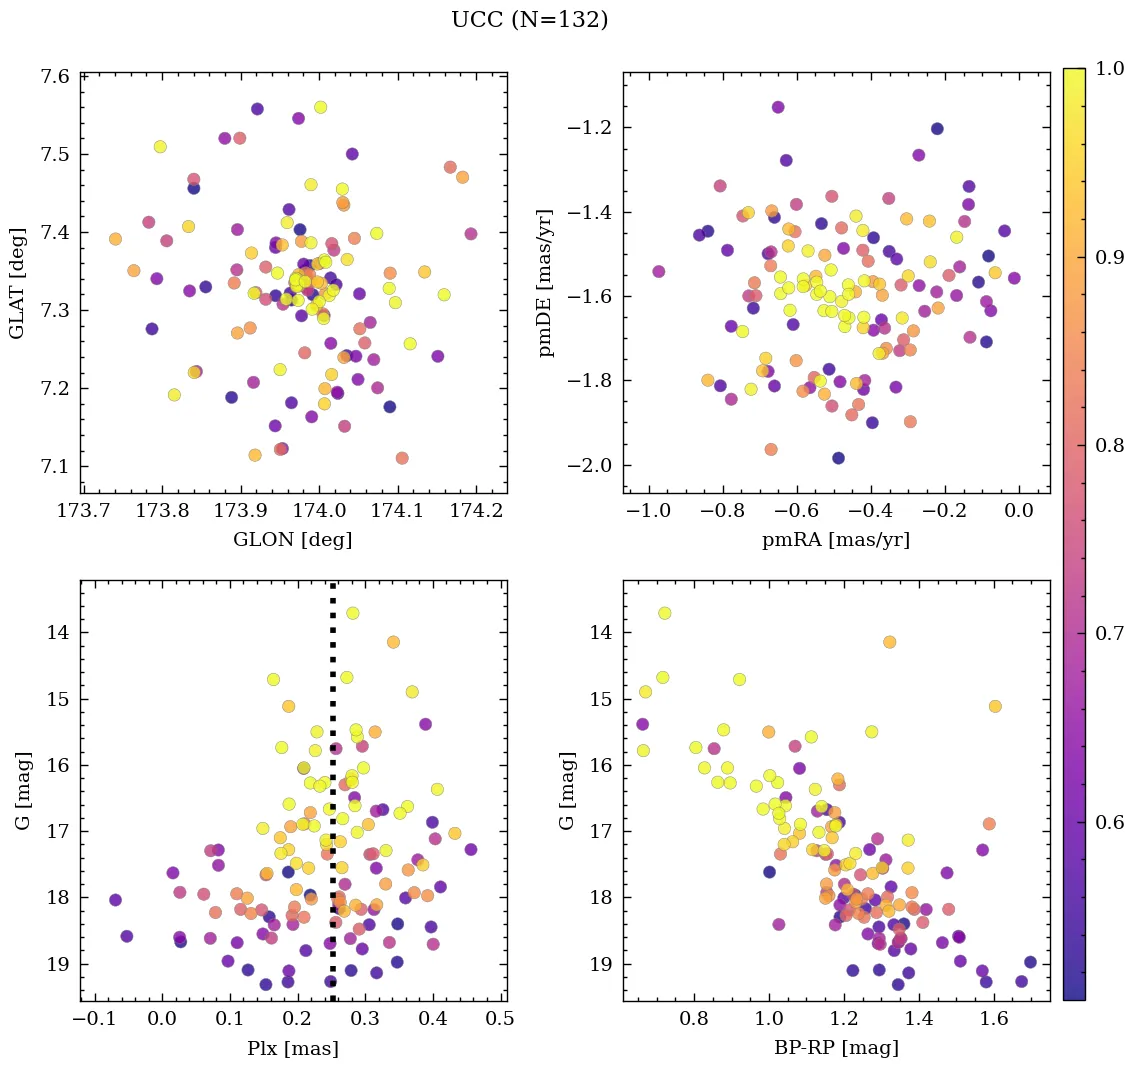 UCC (N=132)
7.6
7.5
7.4
7.3
7.2
7.1
GLAT [deg]
173.7 173.8 173.9 174.0 174.1 174.2
GLON [deg]
−1.2
−1.4
−1.6
−1.8
−2.0
pmDE [mas/yr]
−1.0 −0.8 −0.6 −0.4 −0.2 0.0
pmRA [mas/yr]
1.0
0.9
0.8
0.7
0.6
14
15
16
17
18
19
G [mag]
−0.1 0.0 0.1 0.2 0.3 0.4 0.5
Plx [mas]
14
15
16
17
18
19
G [mag]
0.8 1.0 1.2 1.4 1.6
BP-RP [mag]